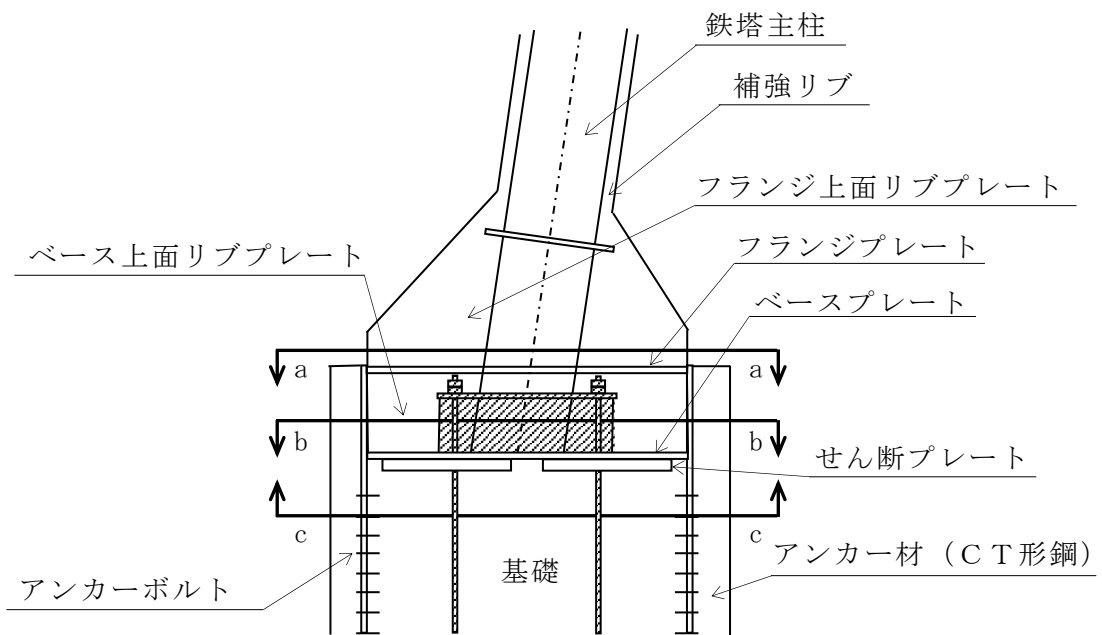 鉄塔主柱
補強リブ
フランジ上面リブプレート
フランジプレート
ベース上面リブプレート
ベースプレート
a a
b b
せん断プレート
c c
アンカー材（ＣＴ形鋼）
基礎
アンカーボルト